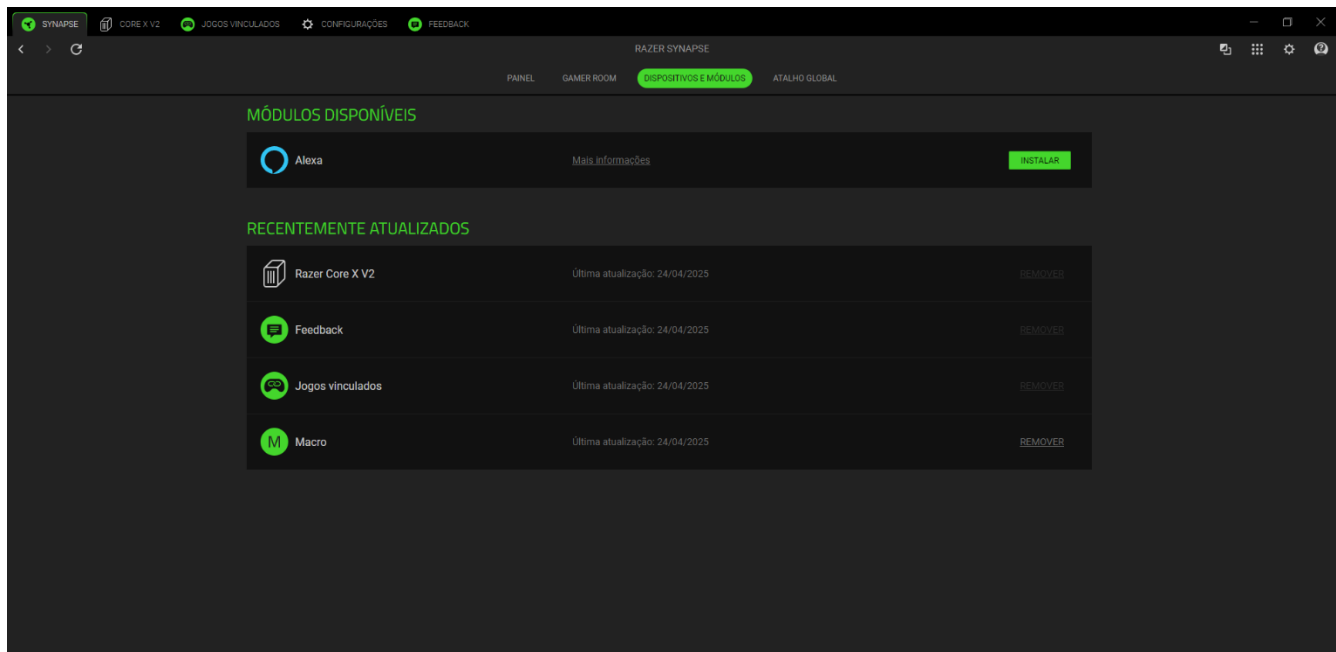 SYNAPSE CORE X V2 JOGOS VINCULADOS CONFIGURAÇÕES FEEDBACK
RAZER SYNAPSE
PAINEL GAMER ROOM DISPOSITIVOS E MÓDULOS ATALHO GLOBAL
MÓDULOS DISPONÍVEIS
Alexa Mais informações INSTALAR
RECENTEMENTE ATUALIZADOS
Razer Core X V2 Última atualização: 24/04/2025 REMOVER
Feedback Última atualização: 24/04/2025 REMOVER
Jogos vinculados Última atualização: 24/04/2025 REMOVER
M Macro Última atualização: 24/04/2025 REMOVER